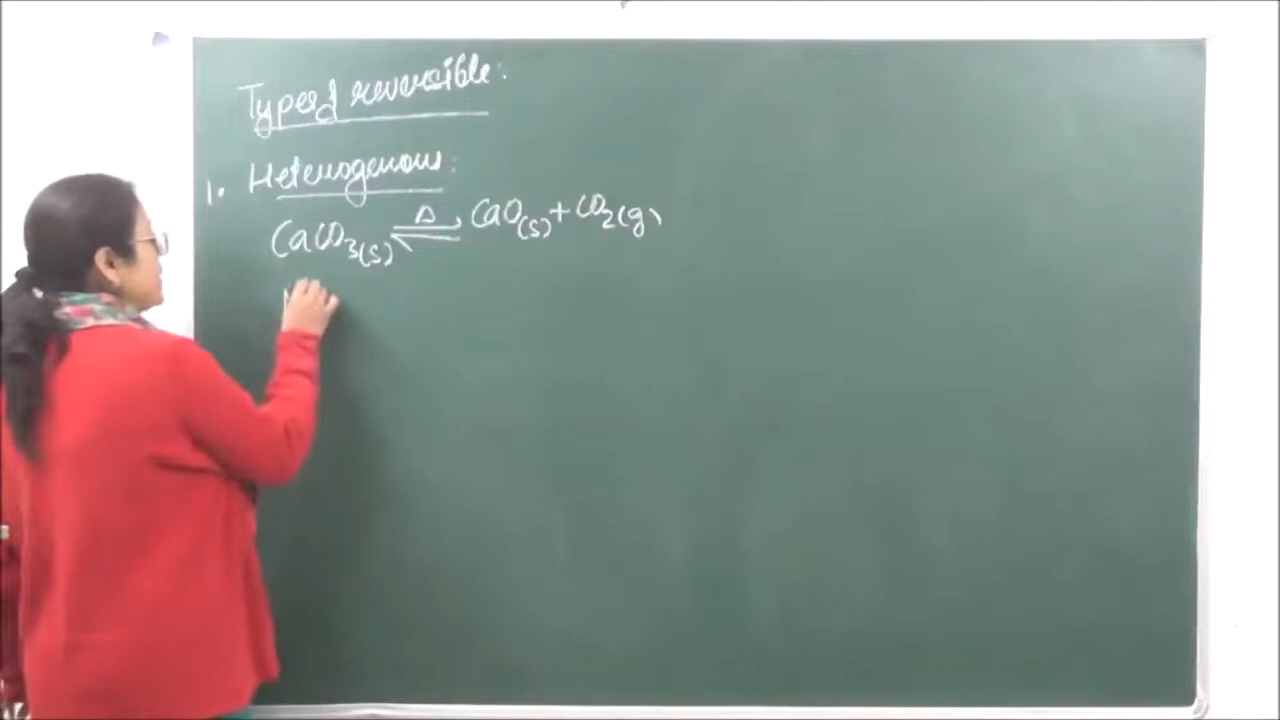 Types of reversible:
1. Heterogenous:
CaCO3(s) Δ⇌ CaO(s) + CO2(g)